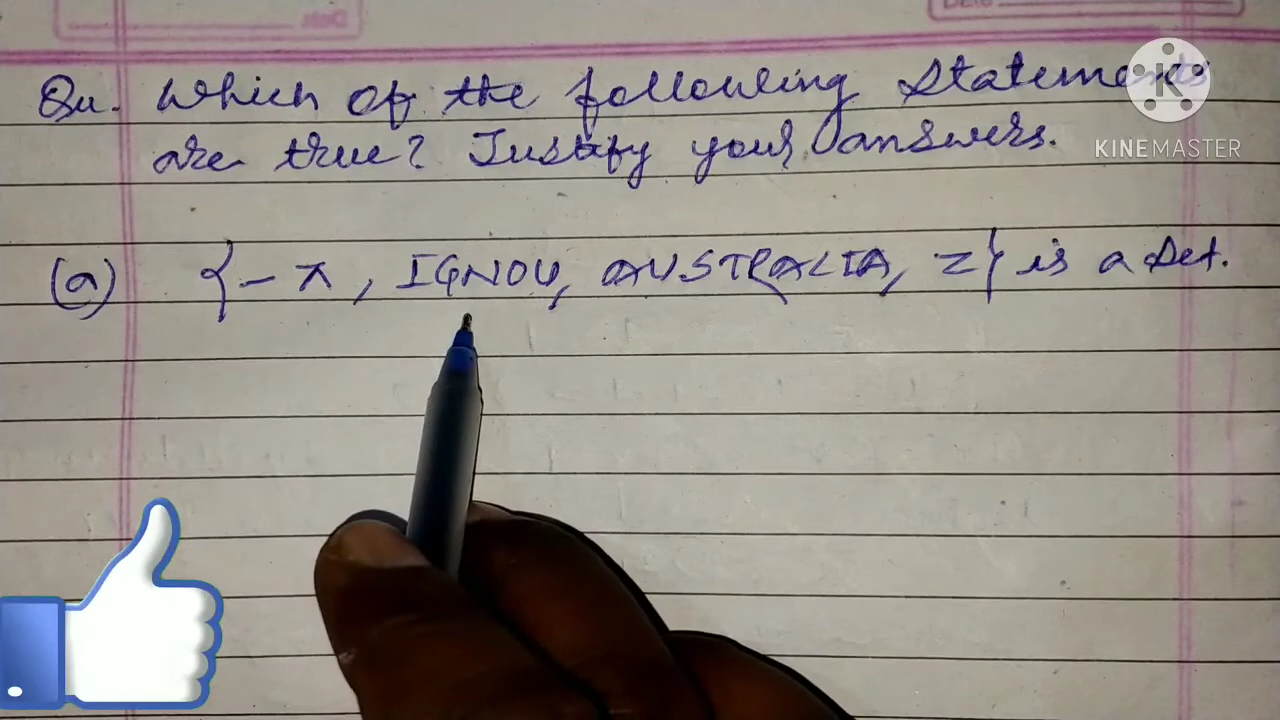 Qu. Which of the following Statements
are true? Justify your answers.
(a) {-x, IGNOU, AUSTRALIA, Z} is a set.
KINEMASTER